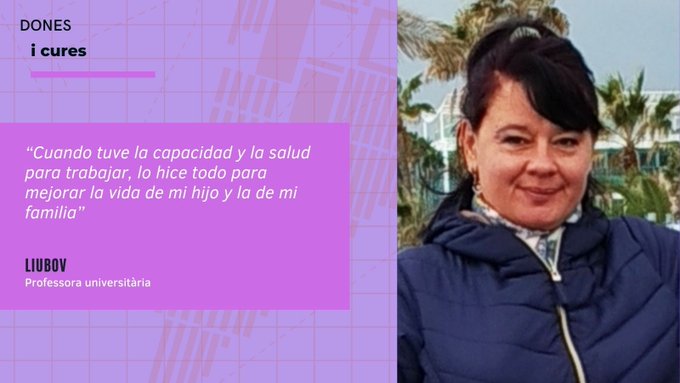 DONES
i cures
“Cuando tuve la capacidad y la salud
para trabajar, lo hice todo para
mejorar la vida de mi hijo y la de mi
familia”
LIUBOV
Professora universitària